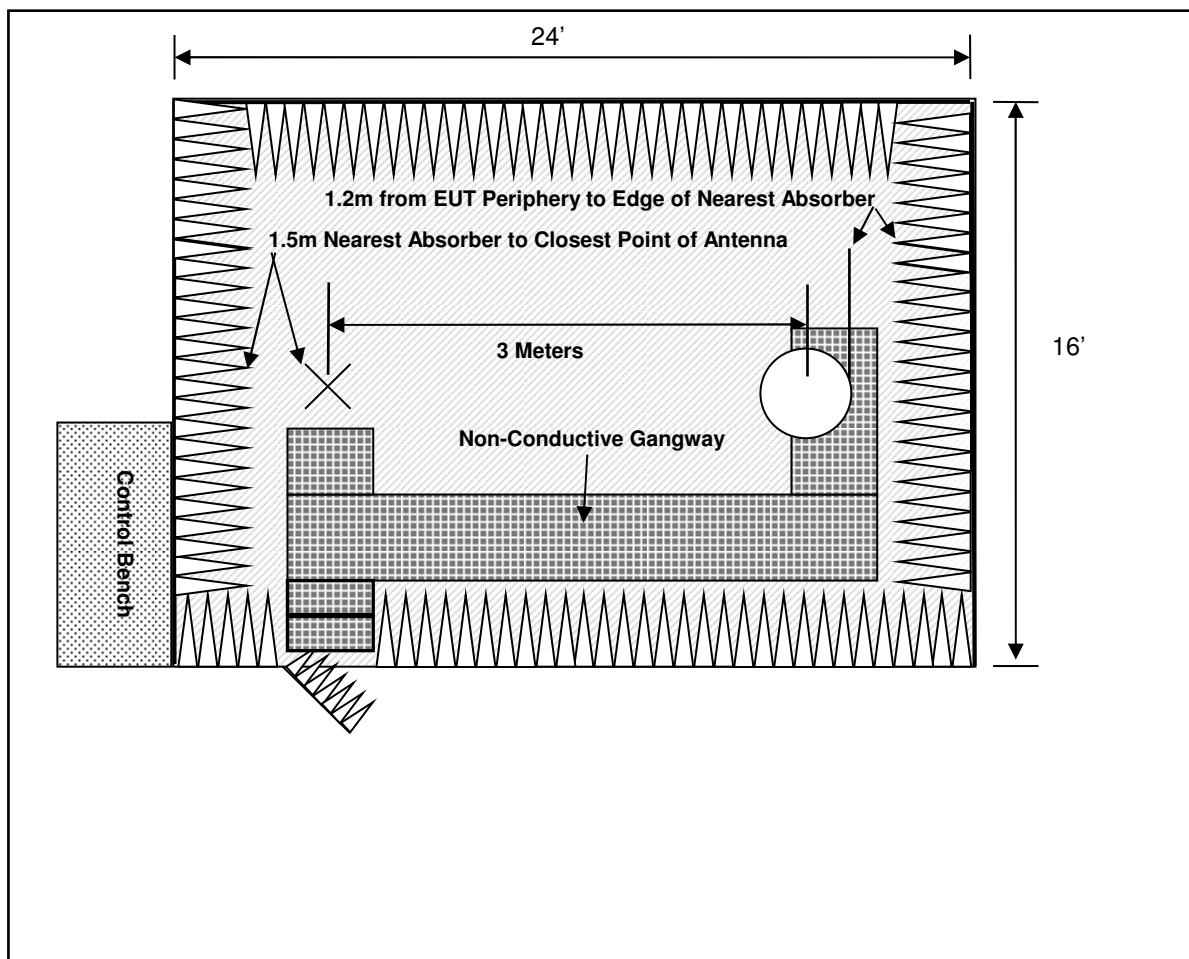 24’
1.2m from EUT Periphery to Edge of Nearest Absorber
1.5m Nearest Absorber to Closest Point of Antenna
3 Meters
16’
Non-Conductive Gangway
Control Bench